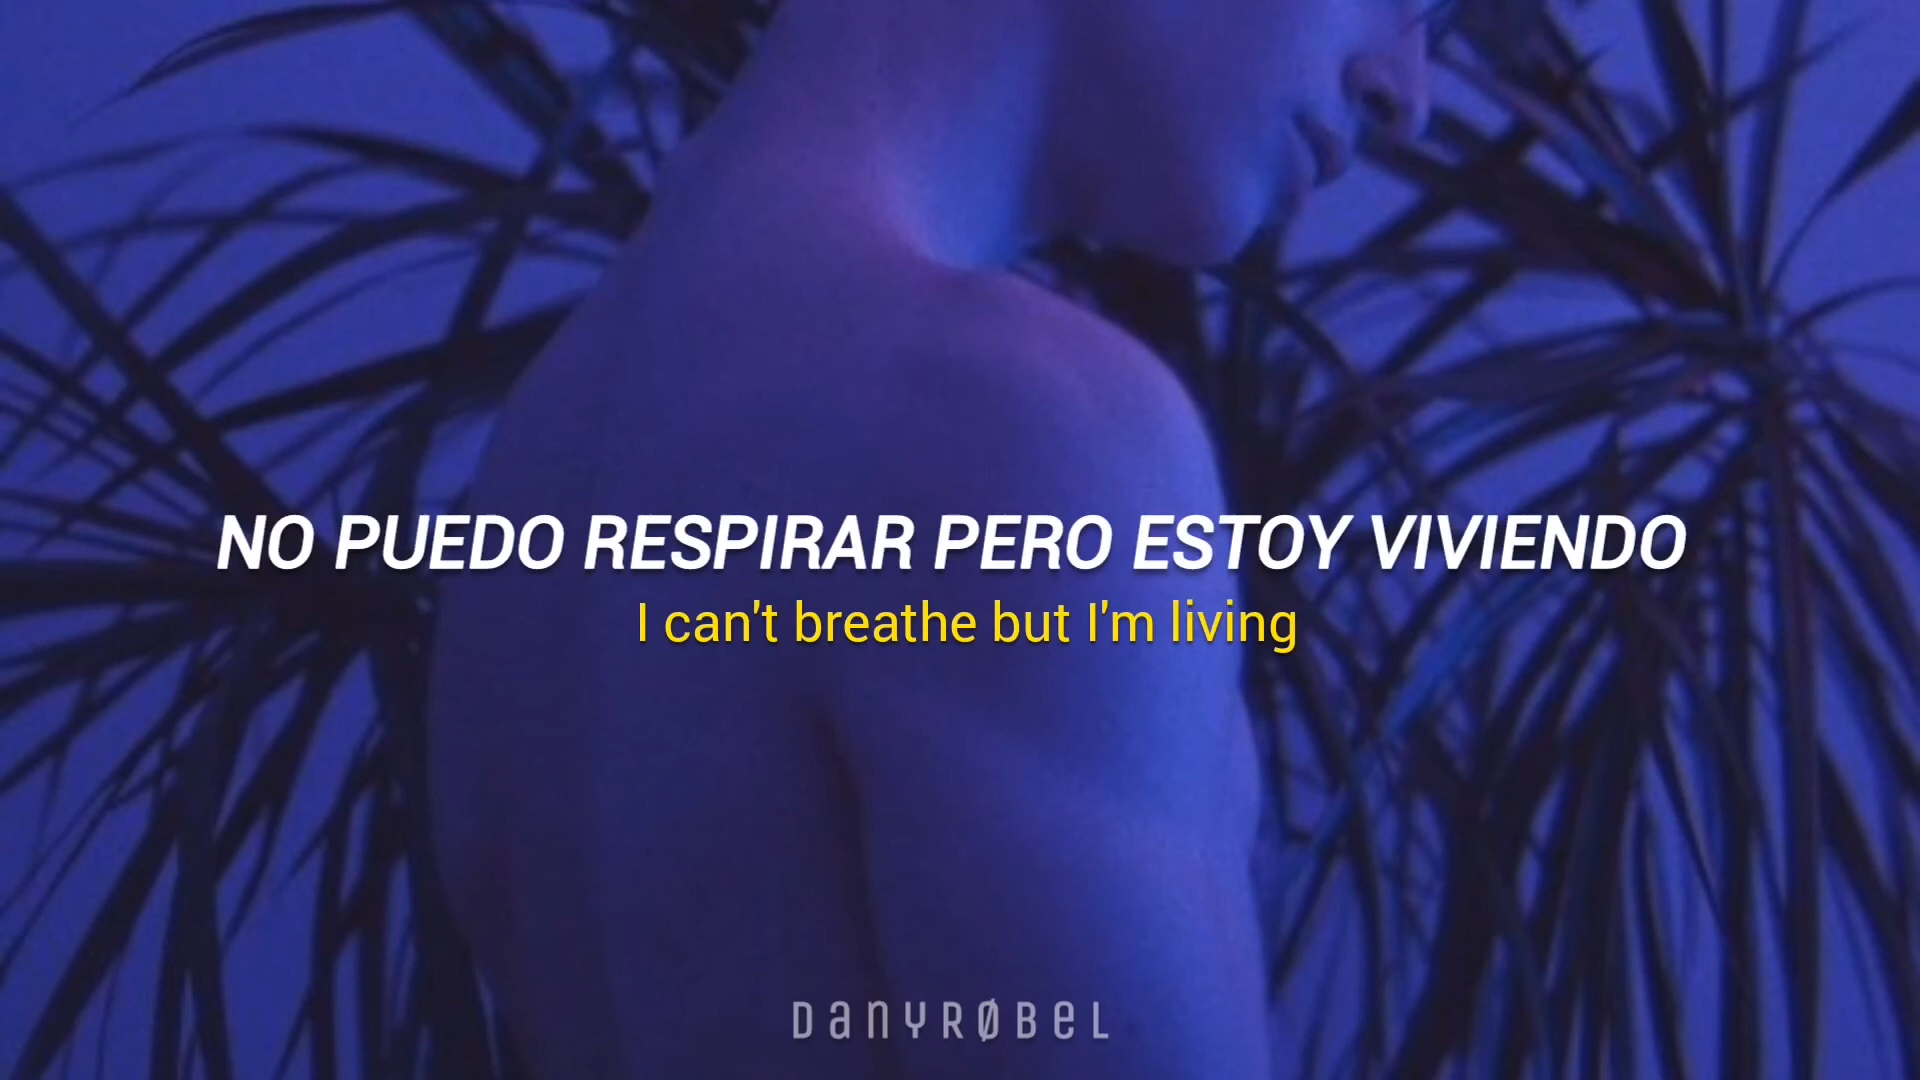 NO PUEDO RESPIRAR PERO ESTOY VIVIENDO
I can't breathe but I'm living
DanYRØBeL